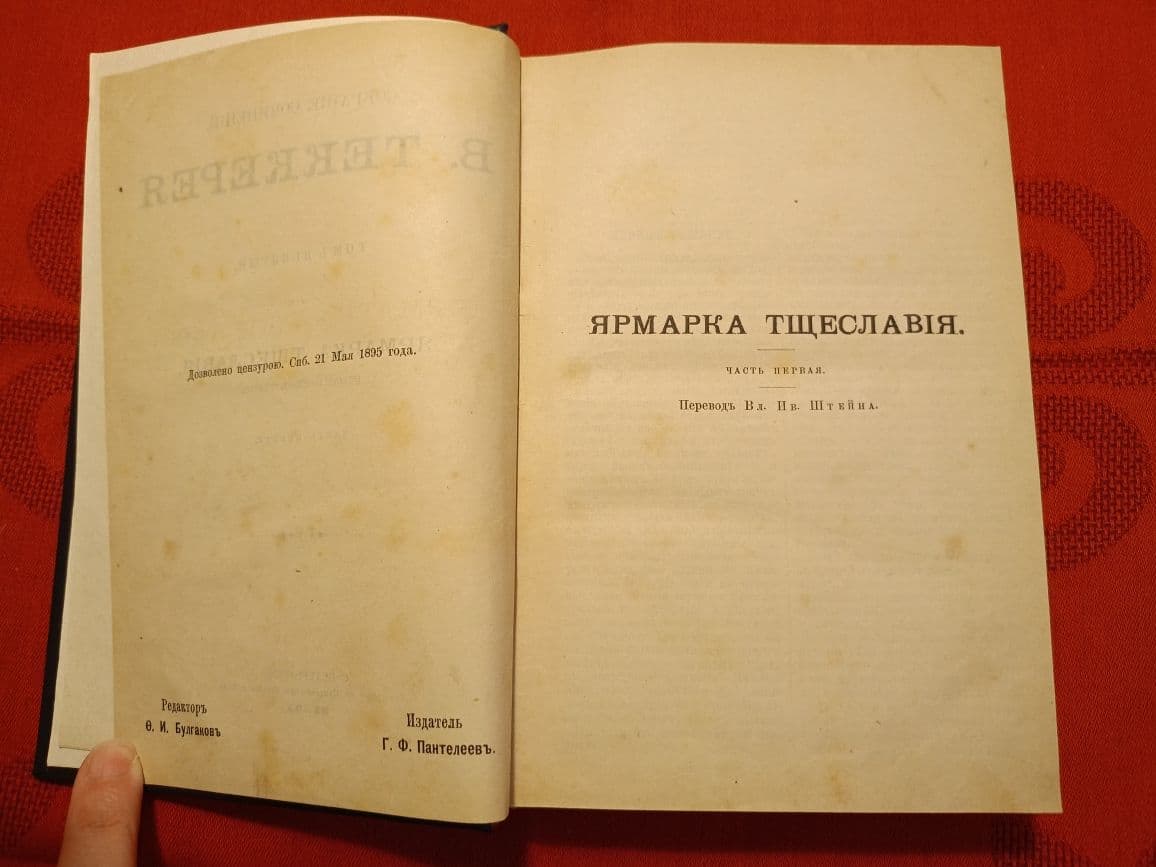 Дозволено цензурою. Спб. 21 Мая 1895 года.
Редакторъ
Ѳ. И. Булгаковъ
Издатель
Г. Ф. Пантелеевъ.
ЯРМАРКА ТЩЕСЛАВІЯ.
ЧАСТЬ ПЕРВАЯ.
Переводъ Вл. Ив. Штейна.